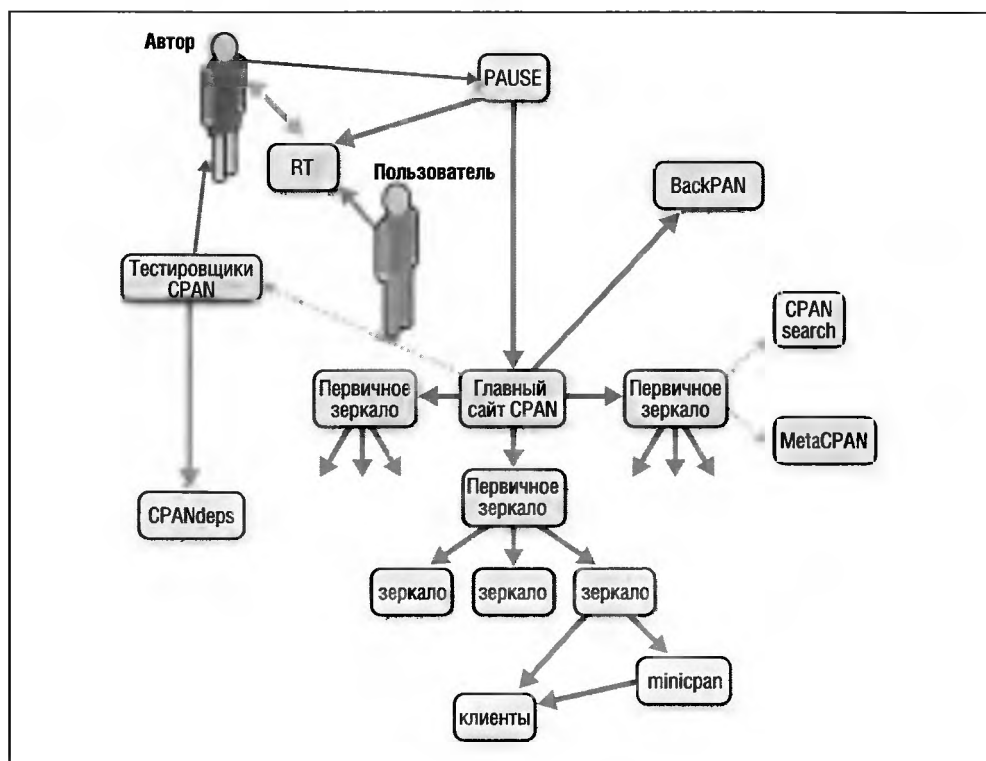 Автор
PAUSE
RT
Пользователь
BackPAN
Тестировщики
CPAN
CPAN
search
Первичное
зеркало
Главный
сайт CPAN
Первичное
зеркало
MetaCPAN
Первичное
зеркало
CPANdeps
зеркало
зеркало
зеркало
minicpan
клиенты